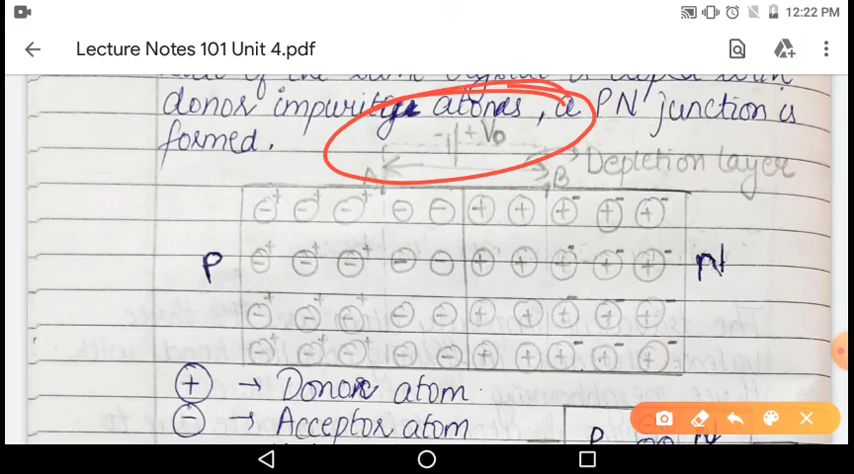 12:22 PM
Lecture Notes 101 Unit 4.pdf
donor impurity atoms, a PN junction is
formed.
- + V₀
A B Depletion layer
P N
+ → Donor atom
- → Acceptor atom
P N